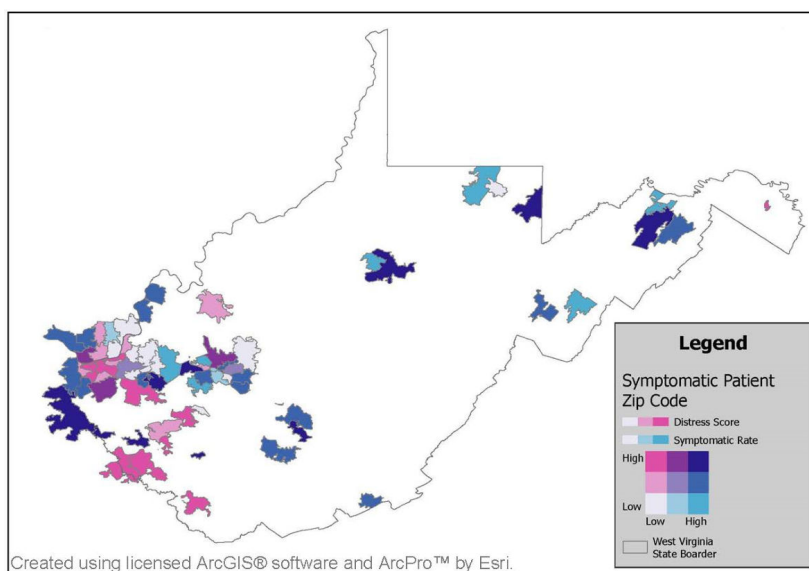 Legend
Symptomatic Patient
Zip Code
Distress Score
Symptomatic Rate
High
Low
Low High
West Virginia
State Boarder
Created using licensed ArcGIS® software and ArcPro™ by Esri.